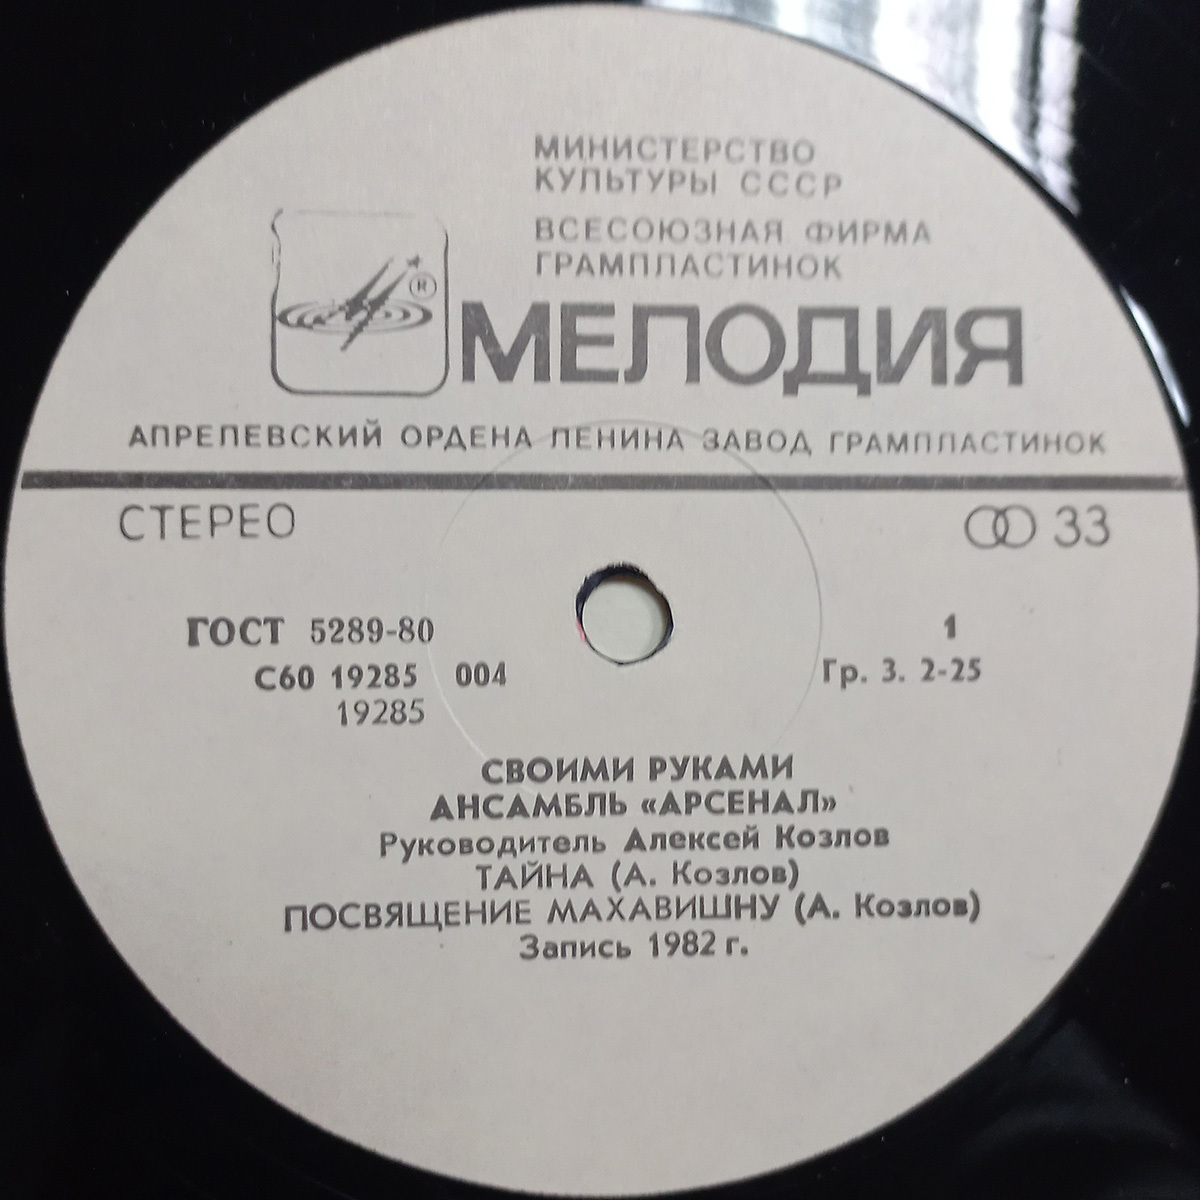 МИНИСТЕРСТВО
КУЛЬТУРЫ СССР
ВСЕСОЮЗНАЯ ФИРМА
ГРАМПЛАСТИНОК
®
МЕЛОДИЯ
АПРЕЛЕВСКИЙ ОРДЕНА ЛЕНИНА ЗАВОД ГРАМПЛАСТИНОК
СТЕРЕО 33
ГОСТ 5289-80 1
С60 19285 004 Гр. 3. 2-25
19285
СВОИМИ РУКАМИ
АНСАМБЛЬ «АРСЕНАЛ»
Руководитель Алексей Козлов
ТАЙНА (А. Козлов)
ПОСВЯЩЕНИЕ МАХАВИШНУ (А. Козлов)
Запись 1982 г.